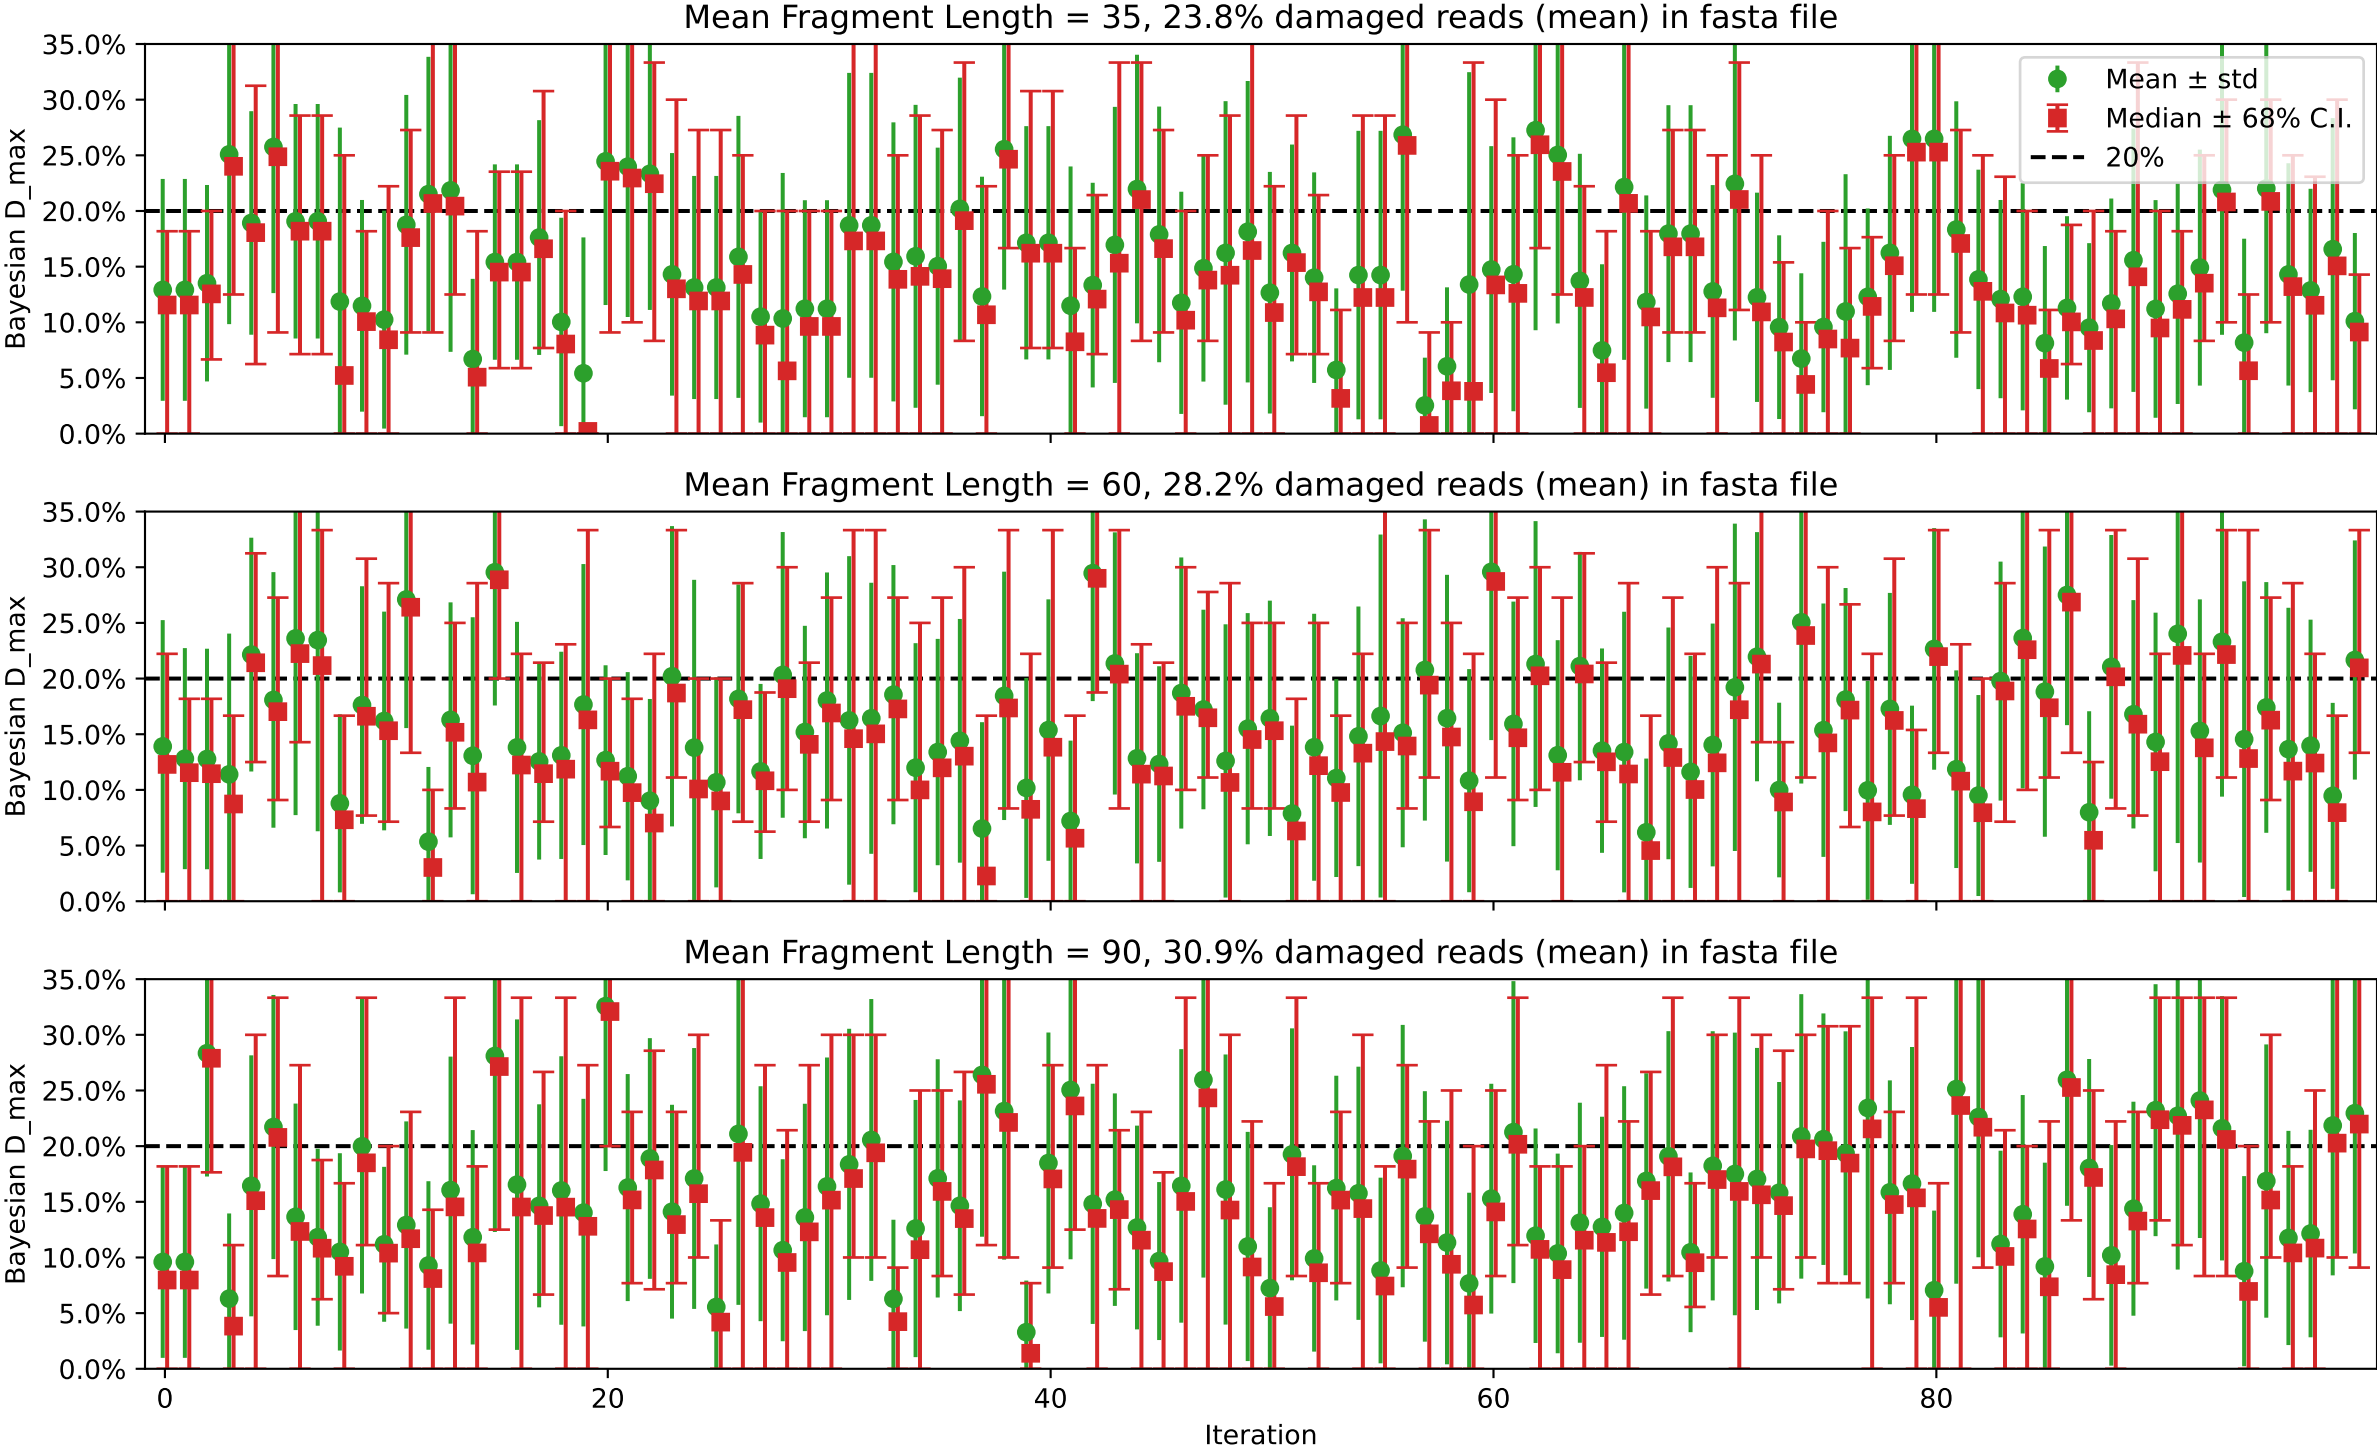 Mean Fragment Length = 35, 23.8% damaged reads (mean) in fasta file
35.0%
30.0%
25.0%
20.0%
15.0%
10.0%
5.0%
0.0%
Bayesian D_max
Mean ± std
Median ± 68% C.I.
20%
Mean Fragment Length = 60, 28.2% damaged reads (mean) in fasta file
35.0%
30.0%
25.0%
20.0%
15.0%
10.0%
5.0%
0.0%
Bayesian D_max
Mean Fragment Length = 90, 30.9% damaged reads (mean) in fasta file
35.0%
30.0%
25.0%
20.0%
15.0%
10.0%
5.0%
0.0%
Bayesian D_max
0 20 40 60 80
Iteration